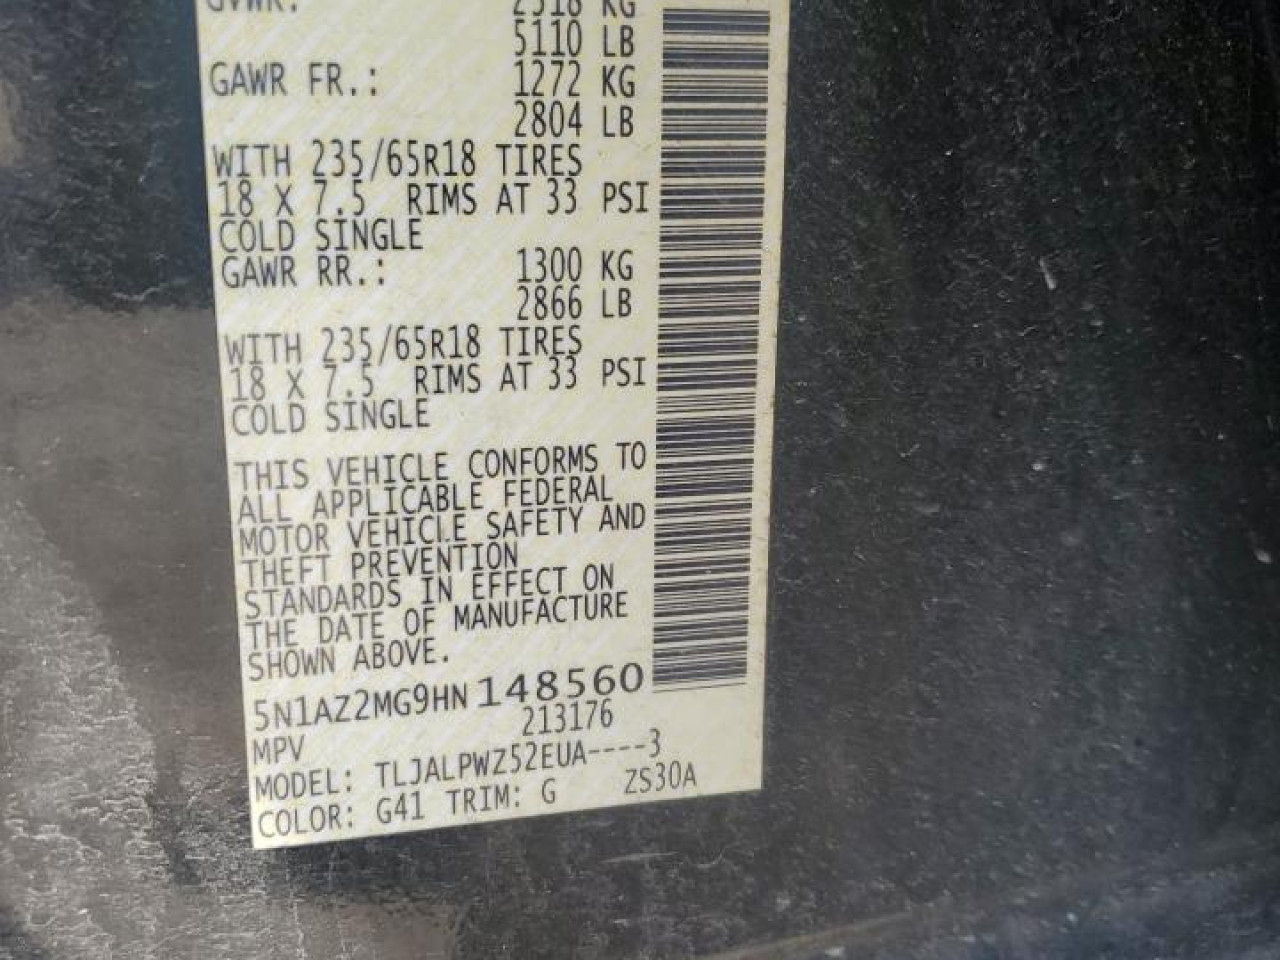 GVWR: 2318 KG
5110 LB
GAWR FR.: 1272 KG
2804 LB
WITH 235/65R18 TIRES
18 X 7.5 RIMS AT 33 PSI
COLD SINGLE
GAWR RR.: 1300 KG
2866 LB
WITH 235/65R18 TIRES
18 X 7.5 RIMS AT 33 PSI
COLD SINGLE
THIS VEHICLE CONFORMS TO
ALL APPLICABLE FEDERAL
MOTOR VEHICLE SAFETY AND
THEFT PREVENTION
STANDARDS IN EFFECT ON
THE DATE OF MANUFACTURE
SHOWN ABOVE.
5N1AZ2MG9HN148560
213176
MPV
MODEL: TLJALPWZ52EUA----3
COLOR: G41 TRIM: G ZS30A